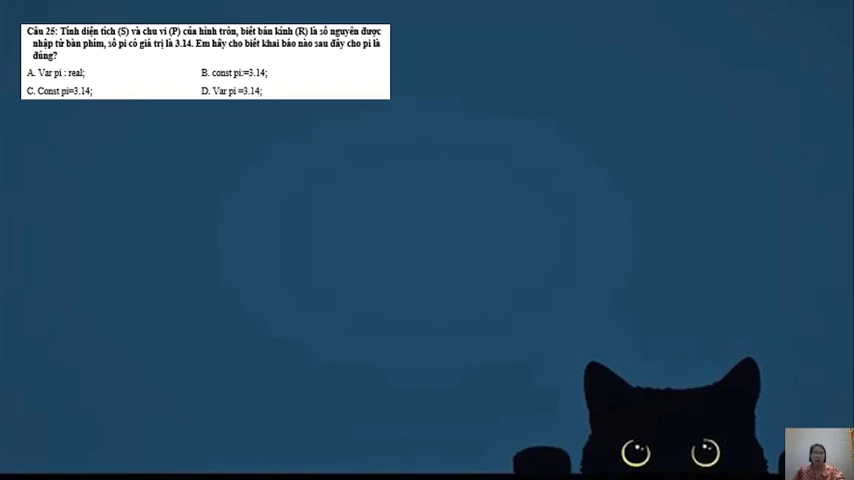 Câu 25: Tính diện tích (S) và chu vi (P) của hình tròn, biết bán kính (R) là số nguyên được
nhập từ bàn phím, số pi có giá trị là 3.14. Em hãy cho biết khai báo nào sau đây cho pi là
đúng?
A. Var pi : real;
B. const pi:=3.14;
C. Const pi=3.14;
D. Var pi =3.14;